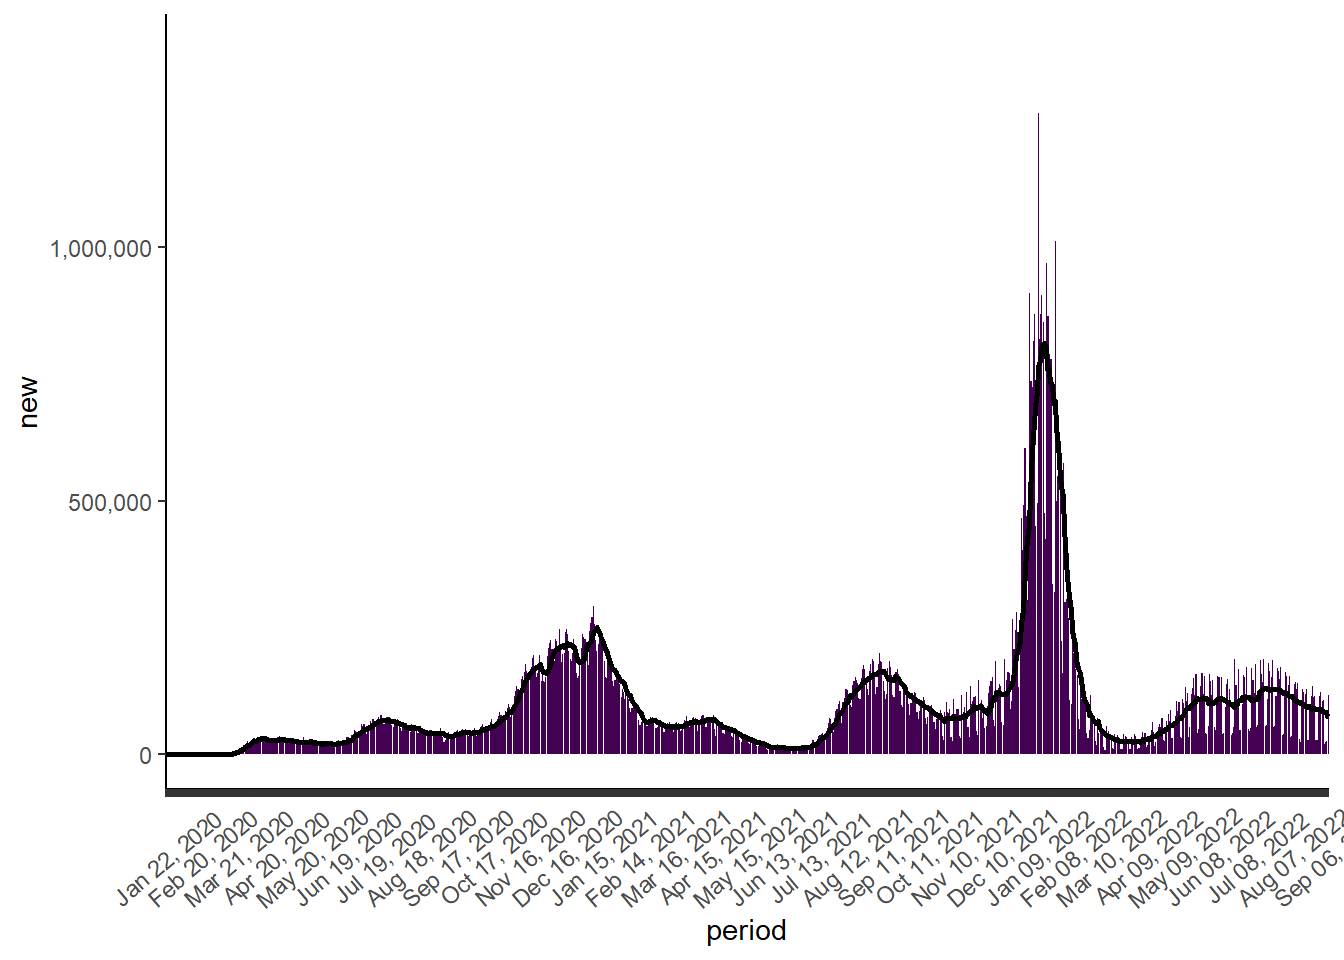 new
1,000,000
500,000
0
Jan 22, 2020
Feb 20, 2020
Mar 21, 2020
Apr 20, 2020
May 20, 2020
Jun 19, 2020
Jul 19, 2020
Aug 18, 2020
Sep 17, 2020
Oct 17, 2020
Nov 16, 2020
Dec 16, 2020
Jan 15, 2021
Feb 14, 2021
Mar 16, 2021
Apr 15, 2021
May 15, 2021
Jun 13, 2021
Jul 13, 2021
Aug 12, 2021
Sep 11, 2021
Oct 11, 2021
Nov 10, 2021
Dec 10, 2021
Jan 09, 2022
Feb 08, 2022
Mar 10, 2022
Apr 09, 2022
May 09, 2022
Jun 08, 2022
Jul 08, 2022
Aug 07, 2022
Sep 06,
period